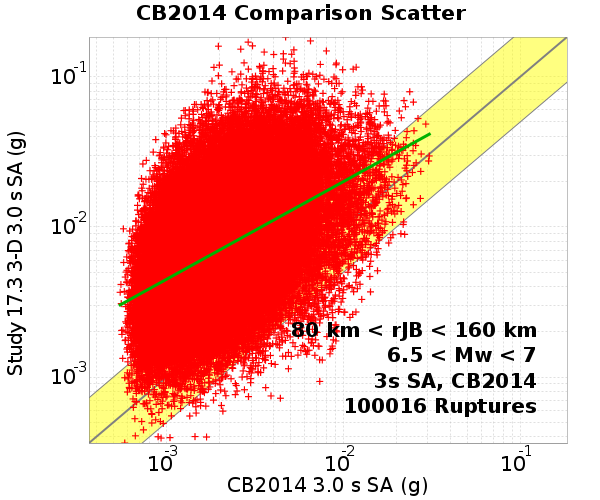 CB2014 Comparison Scatter
Study 17.3 3-D 3.0 s SA (g)
10^-1
10^-2
10^-3
80 km < rJB < 160 km
6.5 < Mw < 7
3s SA, CB2014
100016 Ruptures
10^-3 10^-2 10^-1
CB2014 3.0 s SA (g)